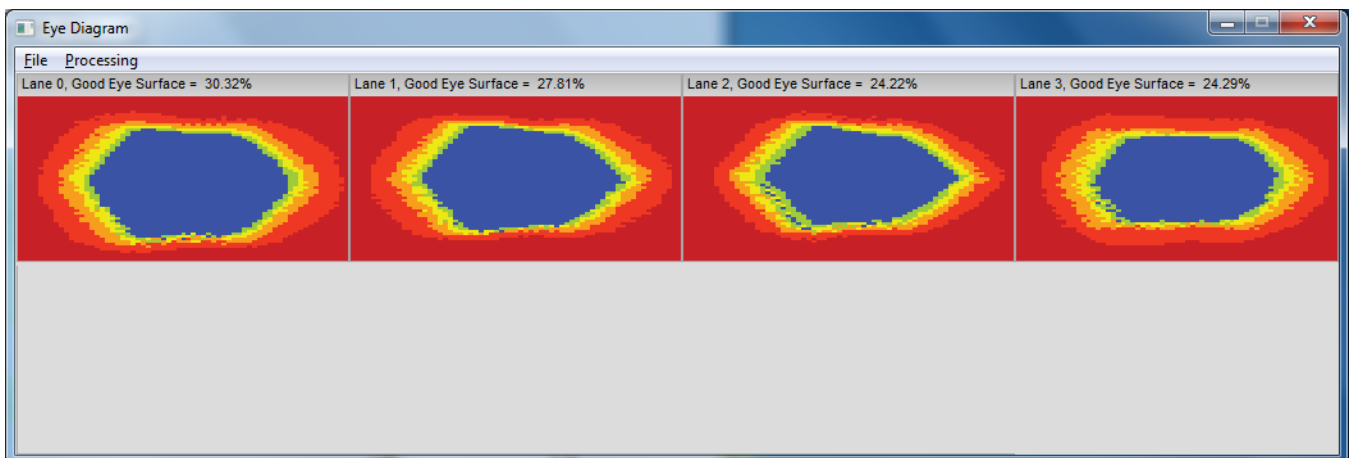 Eye Diagram
File Processing
Lane 0, Good Eye Surface = 30.32%
Lane 1, Good Eye Surface = 27.81%
Lane 2, Good Eye Surface = 24.22%
Lane 3, Good Eye Surface = 24.29%